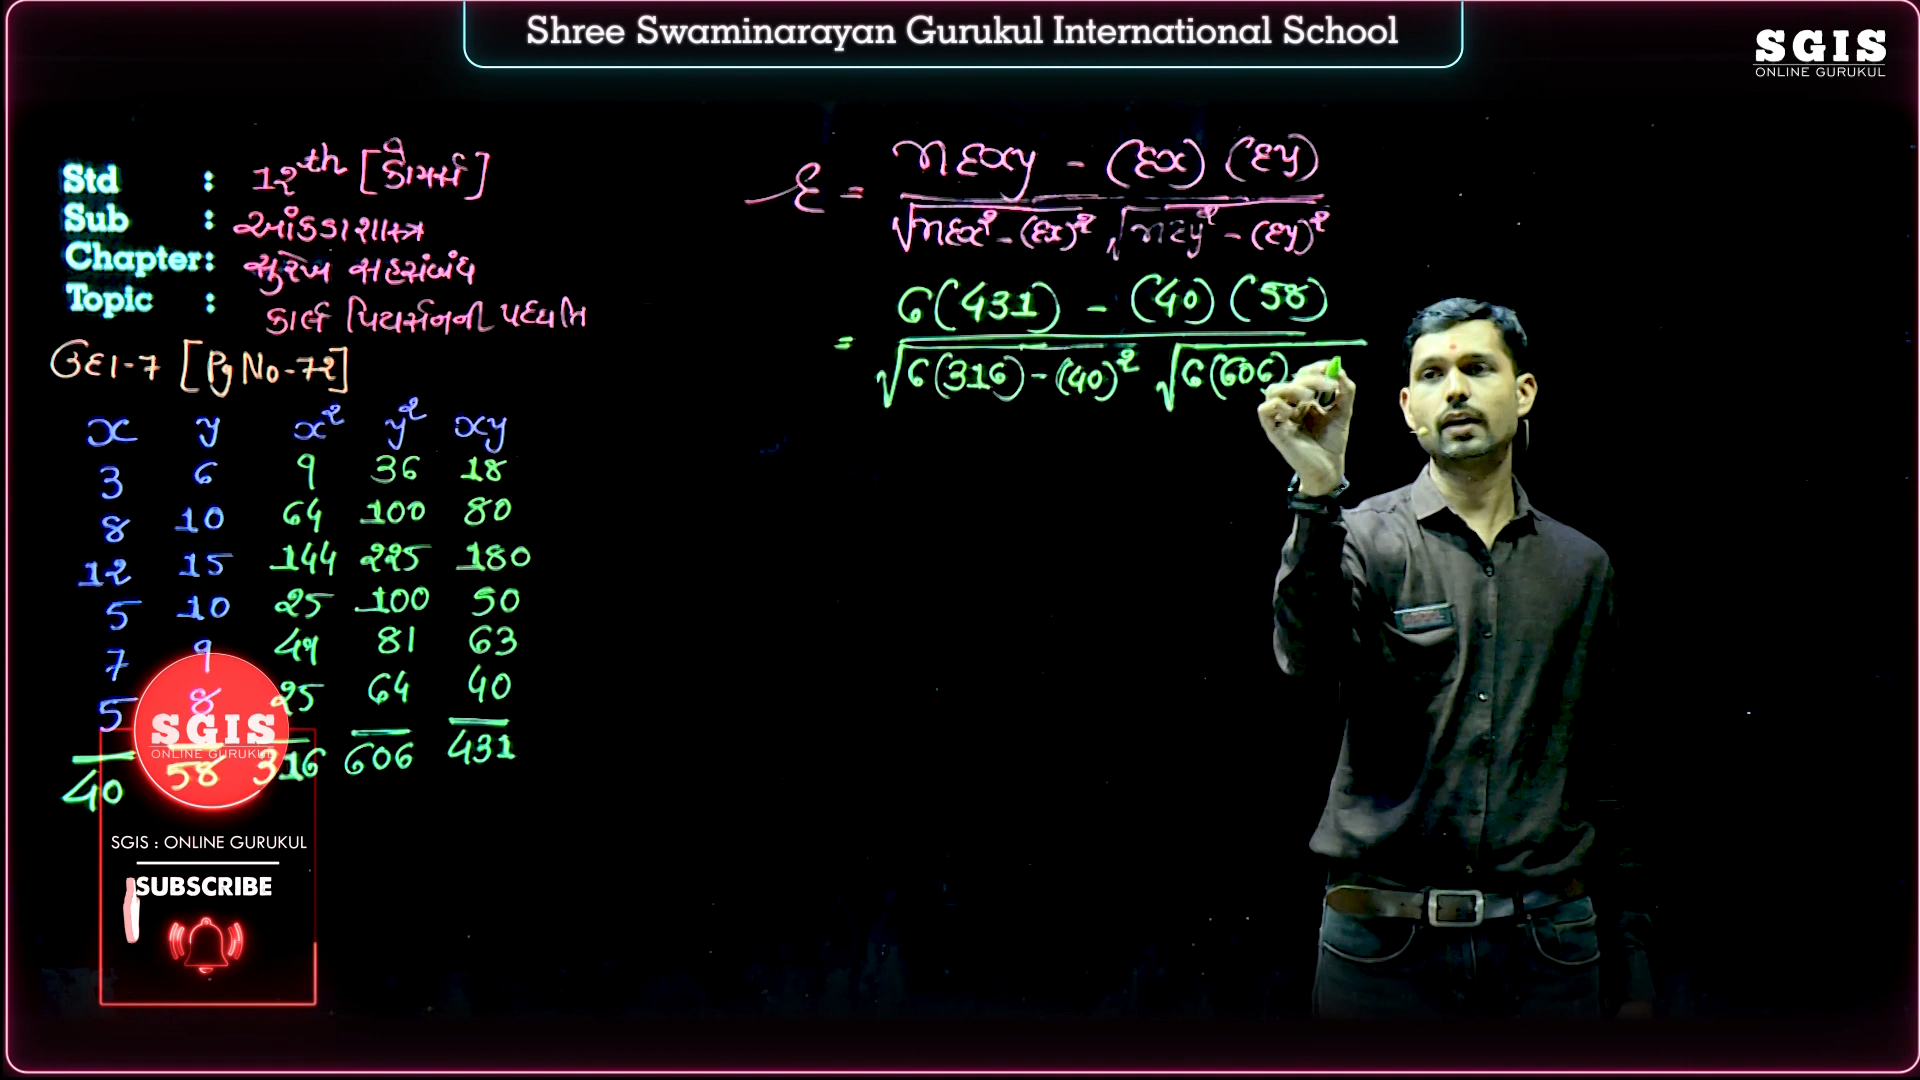 Shree Swaminarayan Gurukul International School
SGIS
ONLINE GURUKUL
Std : 12th [કોમર્સ]
Sub : આંકડાશાસ્ત્ર
Chapter: સુરેખ સહસંબંધ
Topic : કાર્લ પિયર્સનની પદ્ધતિ
ઉદા-7 [Pg No-72]
x y x² y² xy
3 6 9 36 18
8 10 64 100 80
12 15 144 225 180
5 10 25 100 50
7 9 49 81 63
5 8 25 64 40
40 58 316 606 431
r = nΣxy - (Σx) (Σy)
√nΣx² - (Σx)² √nΣy² - (Σy)²
= 6(431) - (40) (58)
√6(316) - (40)² √6(606)
SGIS
ONLINE GURUKUL
SGIS : ONLINE GURUKUL
SUBSCRIBE